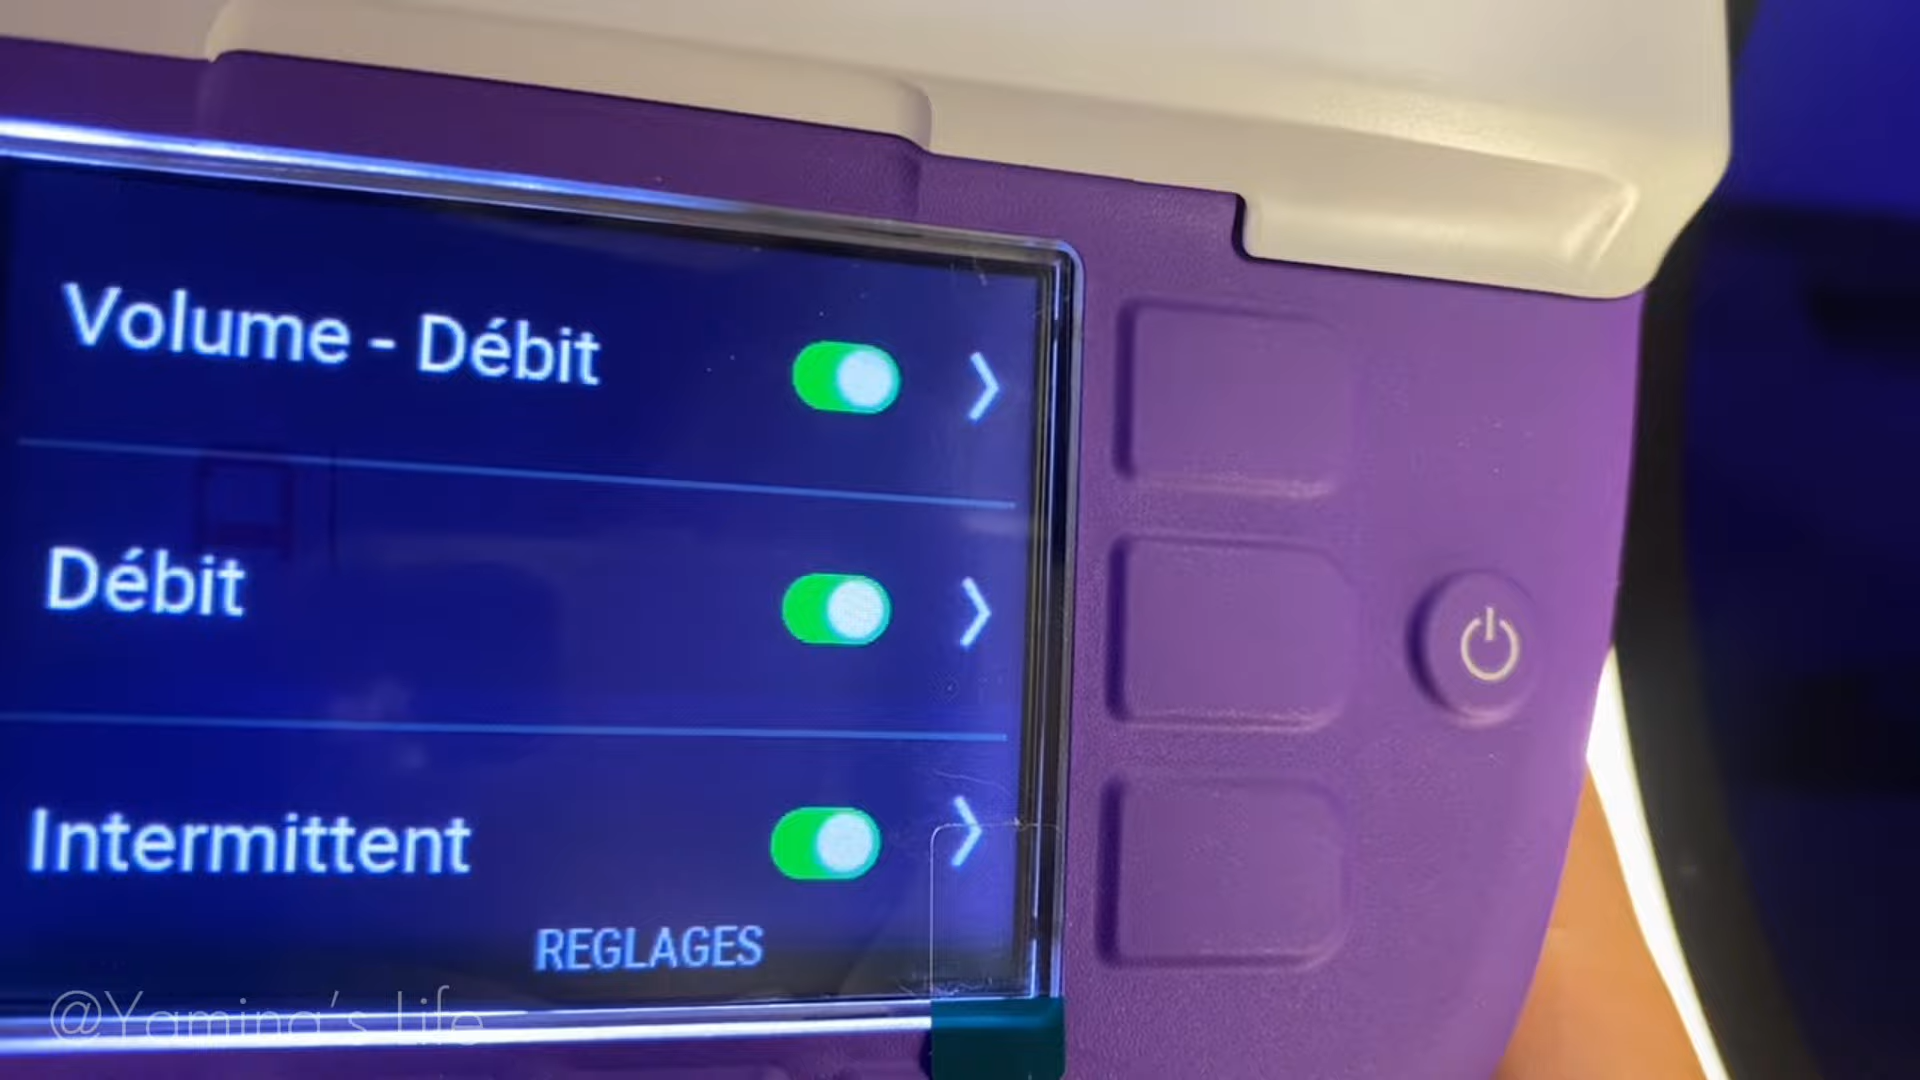 Volume - Débit
Débit
Intermittent
REGLAGES
@Yamina's Life